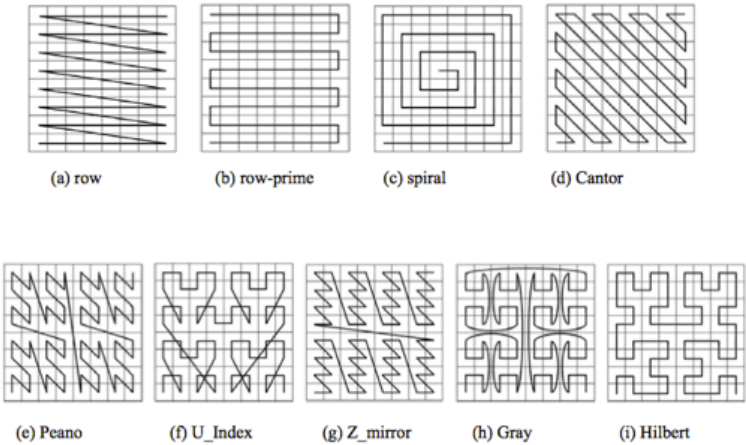 (a) row (b) row-prime (c) spiral (d) Cantor
(e) Peano (f) U_Index (g) Z_mirror (h) Gray (i) Hilbert